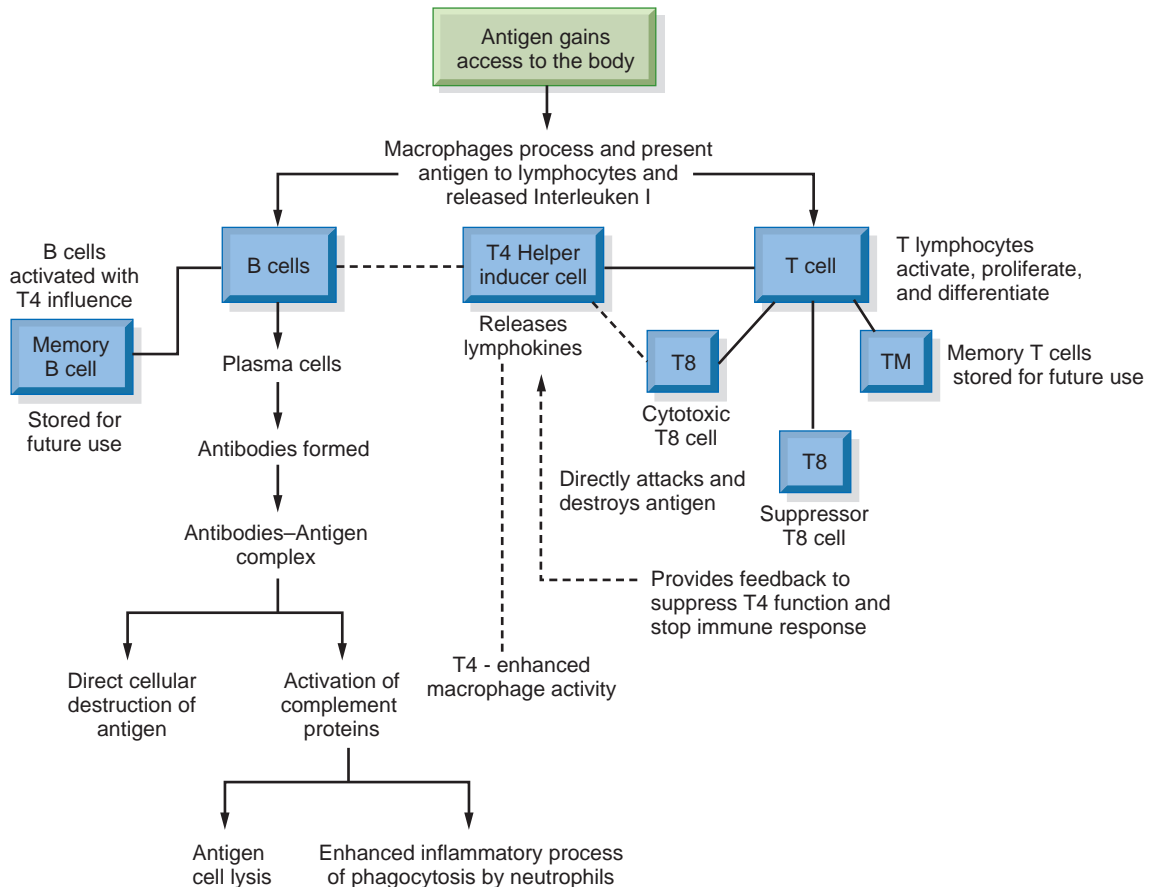 Antigen gains
access to the body
Macrophages process and present
antigen to lymphocytes and
released Interleuken I
B cells
activated with
T4 influence
B cells
T4 Helper
inducer cell
T cell
T lymphocytes
activate, proliferate,
and differentiate
Memory
B cell
Stored for
future use
Plasma cells
Releases
lymphokines
T8
Cytotoxic
T8 cell
TM
Memory T cells
stored for future use
T8
Suppressor
T8 cell
Antibodies formed
Directly attacks and
destroys antigen
Antibodies–Antigen
complex
Provides feedback to
suppress T4 function and
stop immune response
T4 - enhanced
macrophage activity
Direct cellular
destruction of
antigen
Activation of
complement
proteins
Antigen
cell lysis
Enhanced inflammatory process
of phagocytosis by neutrophils